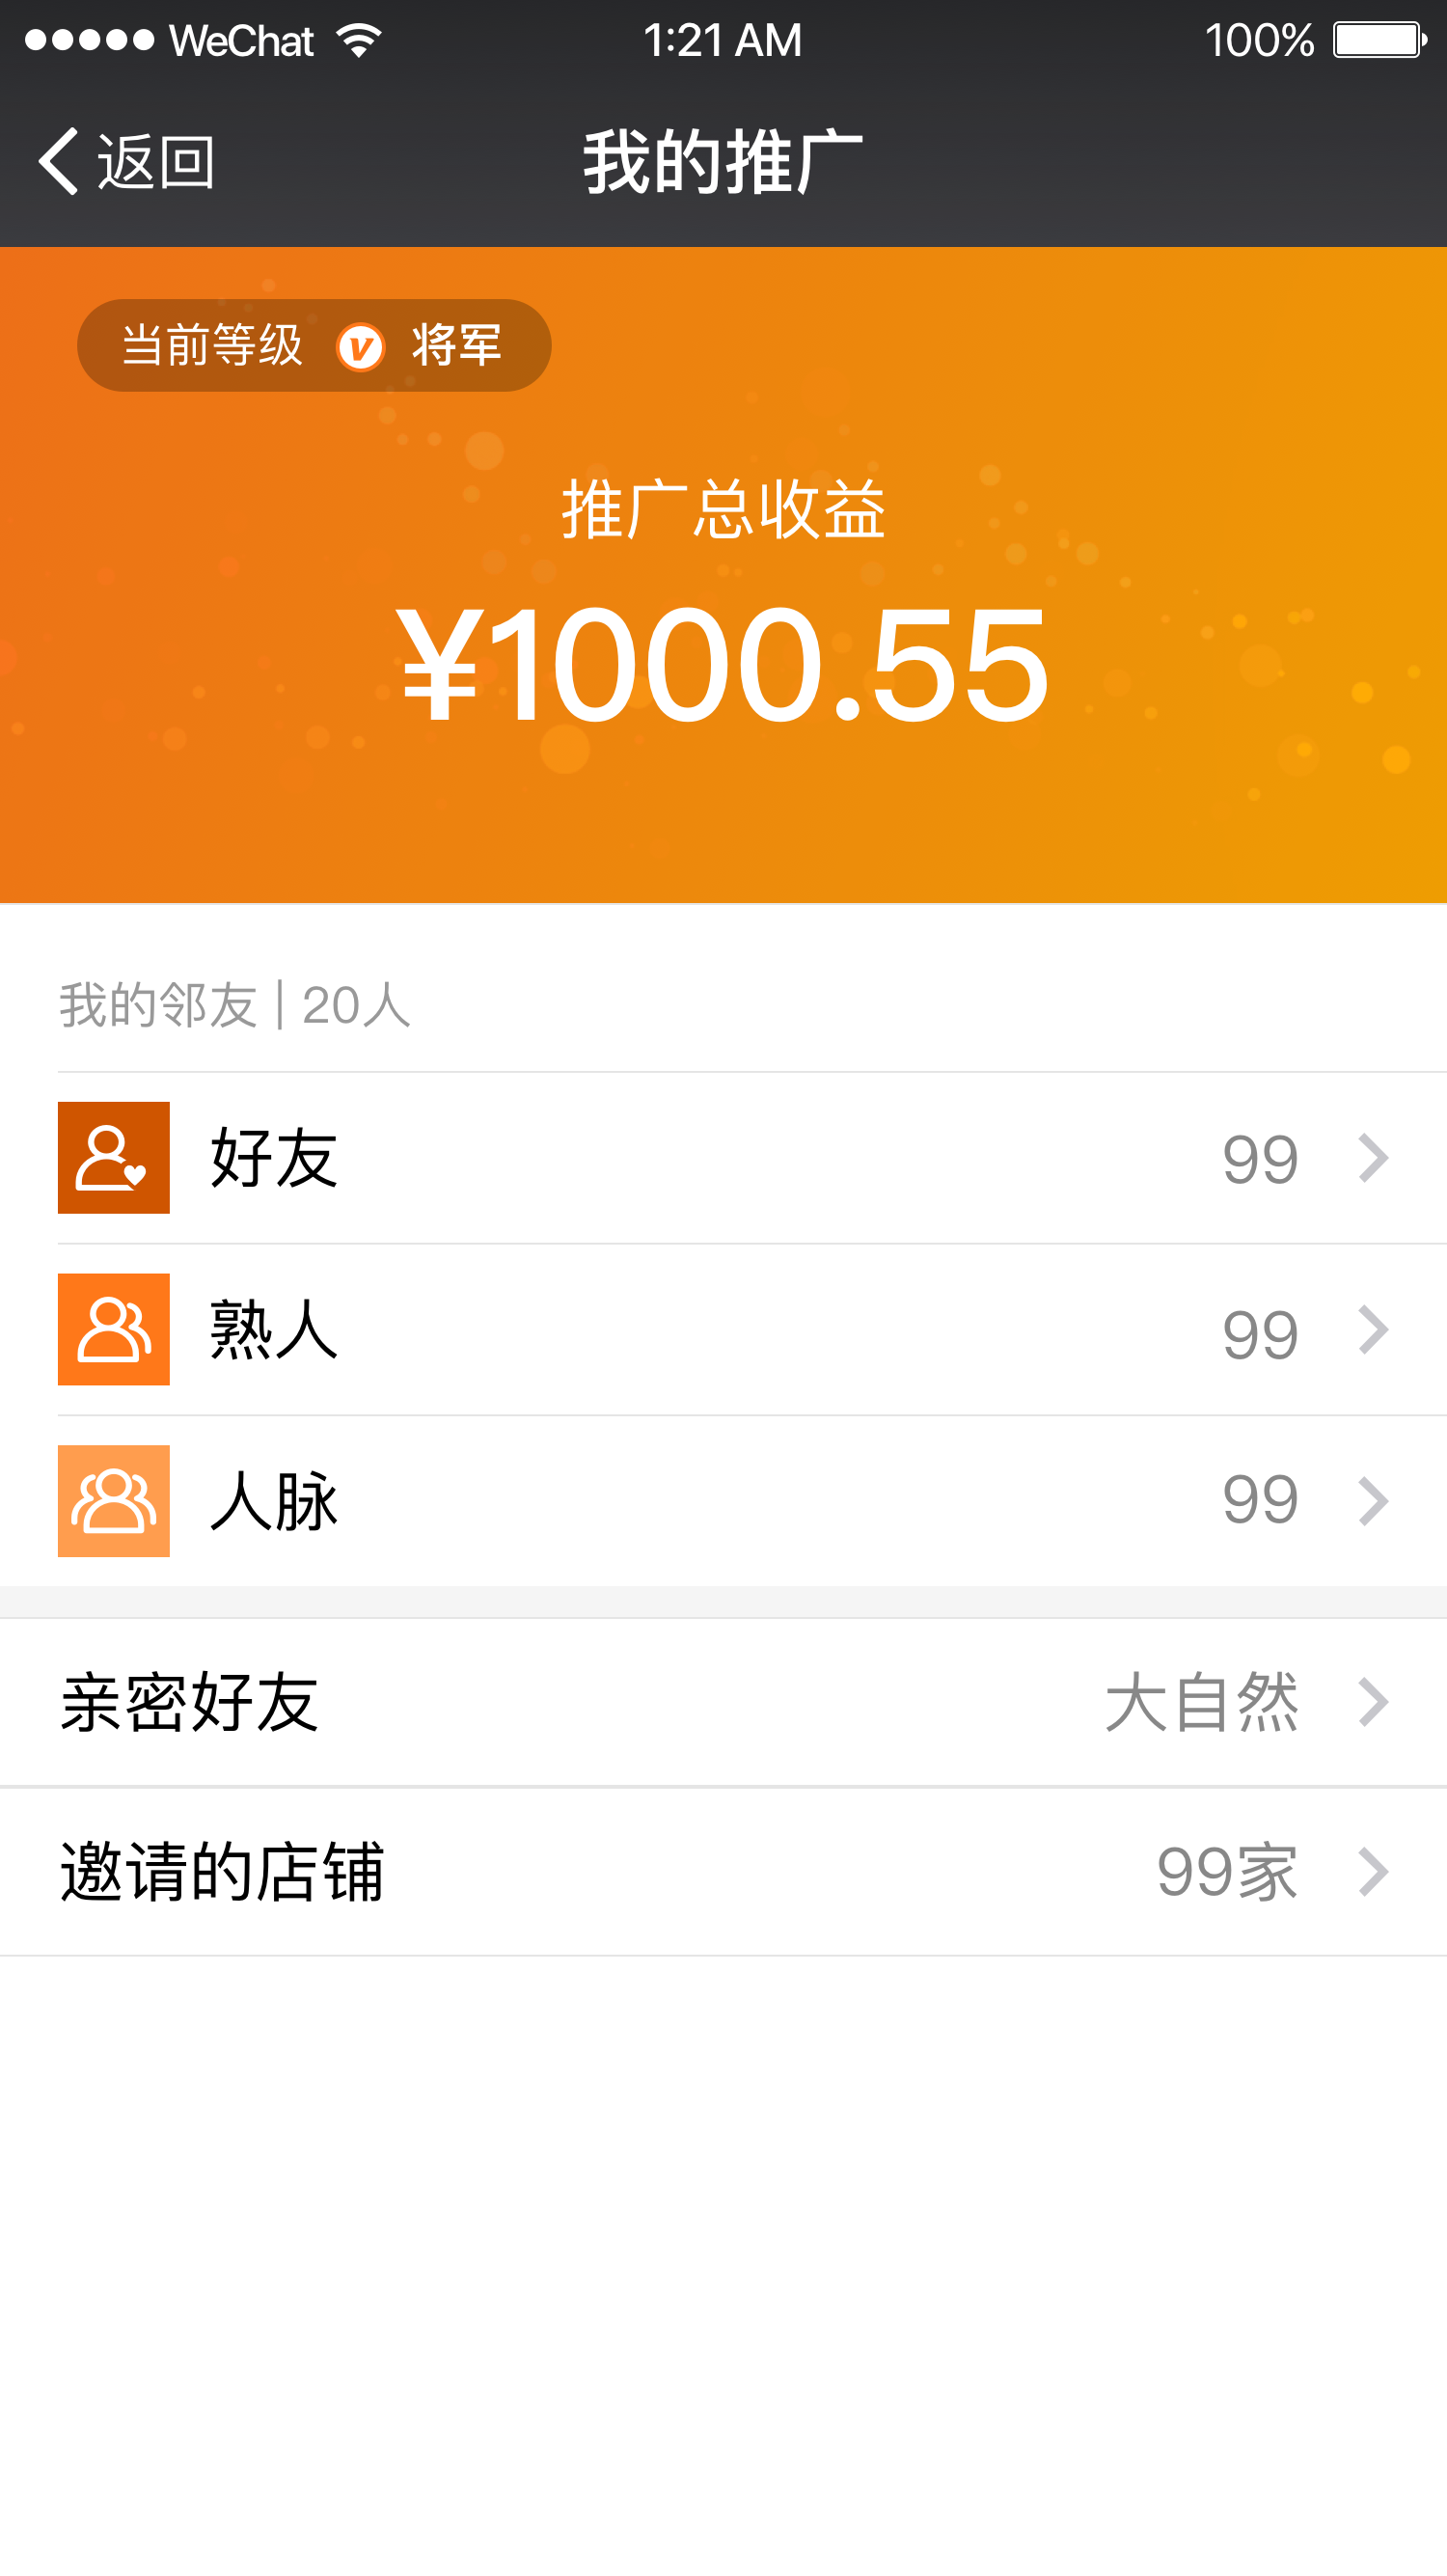 WeChat 1:21 AM 100%
返回 我的推广
当前等级 V 将军
推广总收益
¥1000.55
我的邻友 | 20人
好友 99
熟人 99
人脉 99
亲密好友 大自然
邀请的店铺 99家